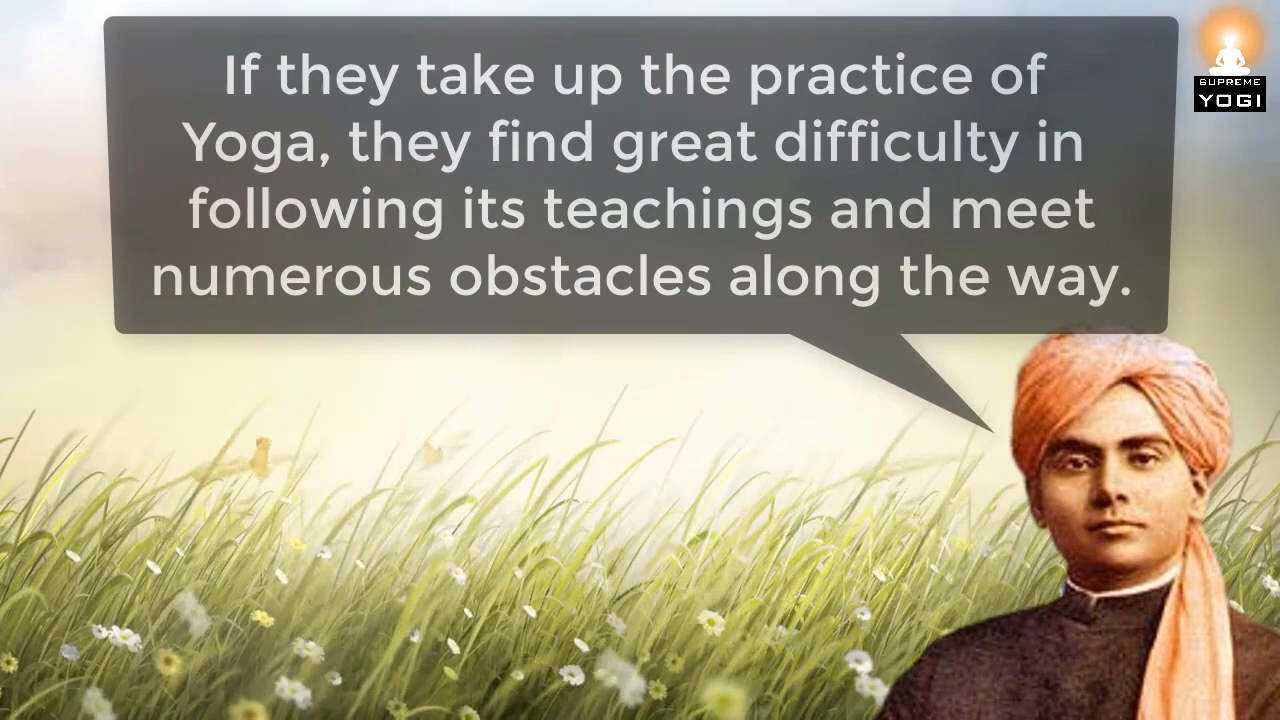 If they take up the practice of
Yoga, they find great difficulty in
following its teachings and meet
numerous obstacles along the way.
SUPREME
YOGI